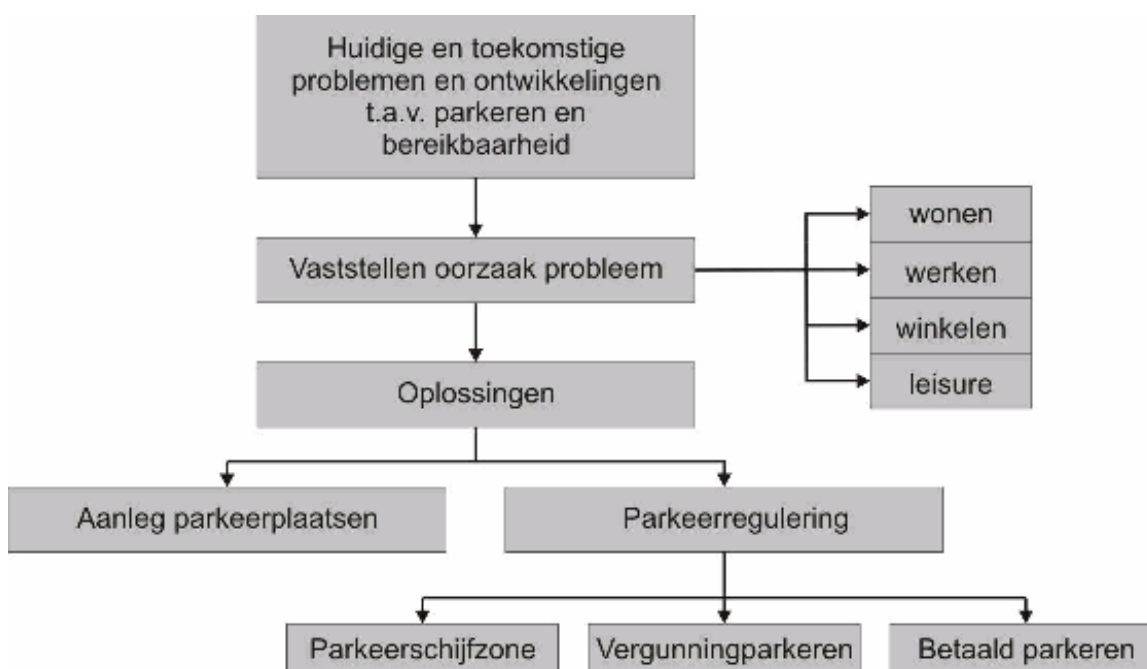 Huidige en toekomstige
problemen en ontwikkelingen
t.a.v. parkeren en
bereikbaarheid
wonen
Vaststellen oorzaak probleem
werken
winkelen
leisure
Oplossingen
Aanleg parkeerplaatsen
Parkeerregulering
Parkeerschijfzone
Vergunningparkeren
Betaald parkeren